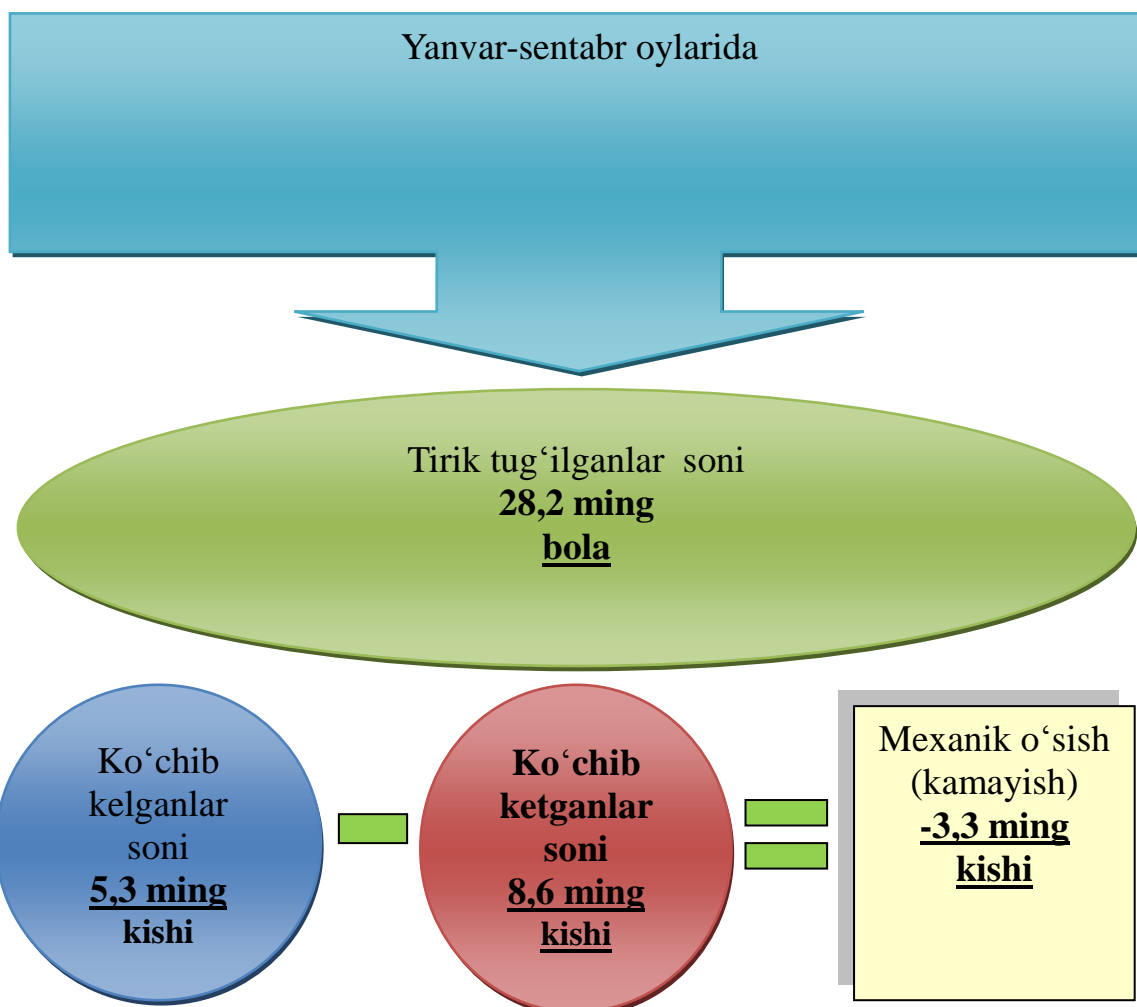 Yanvar-sentabr oylarida
Tirik tug‘ilganlar soni
28,2 ming
bola
Ko‘chib
kelganlar
soni
5,3 ming
kishi
Ko‘chib
ketganlar
soni
8,6 ming
kishi
Mexanik o‘sish
(kamayish)
-3,3 ming
kishi